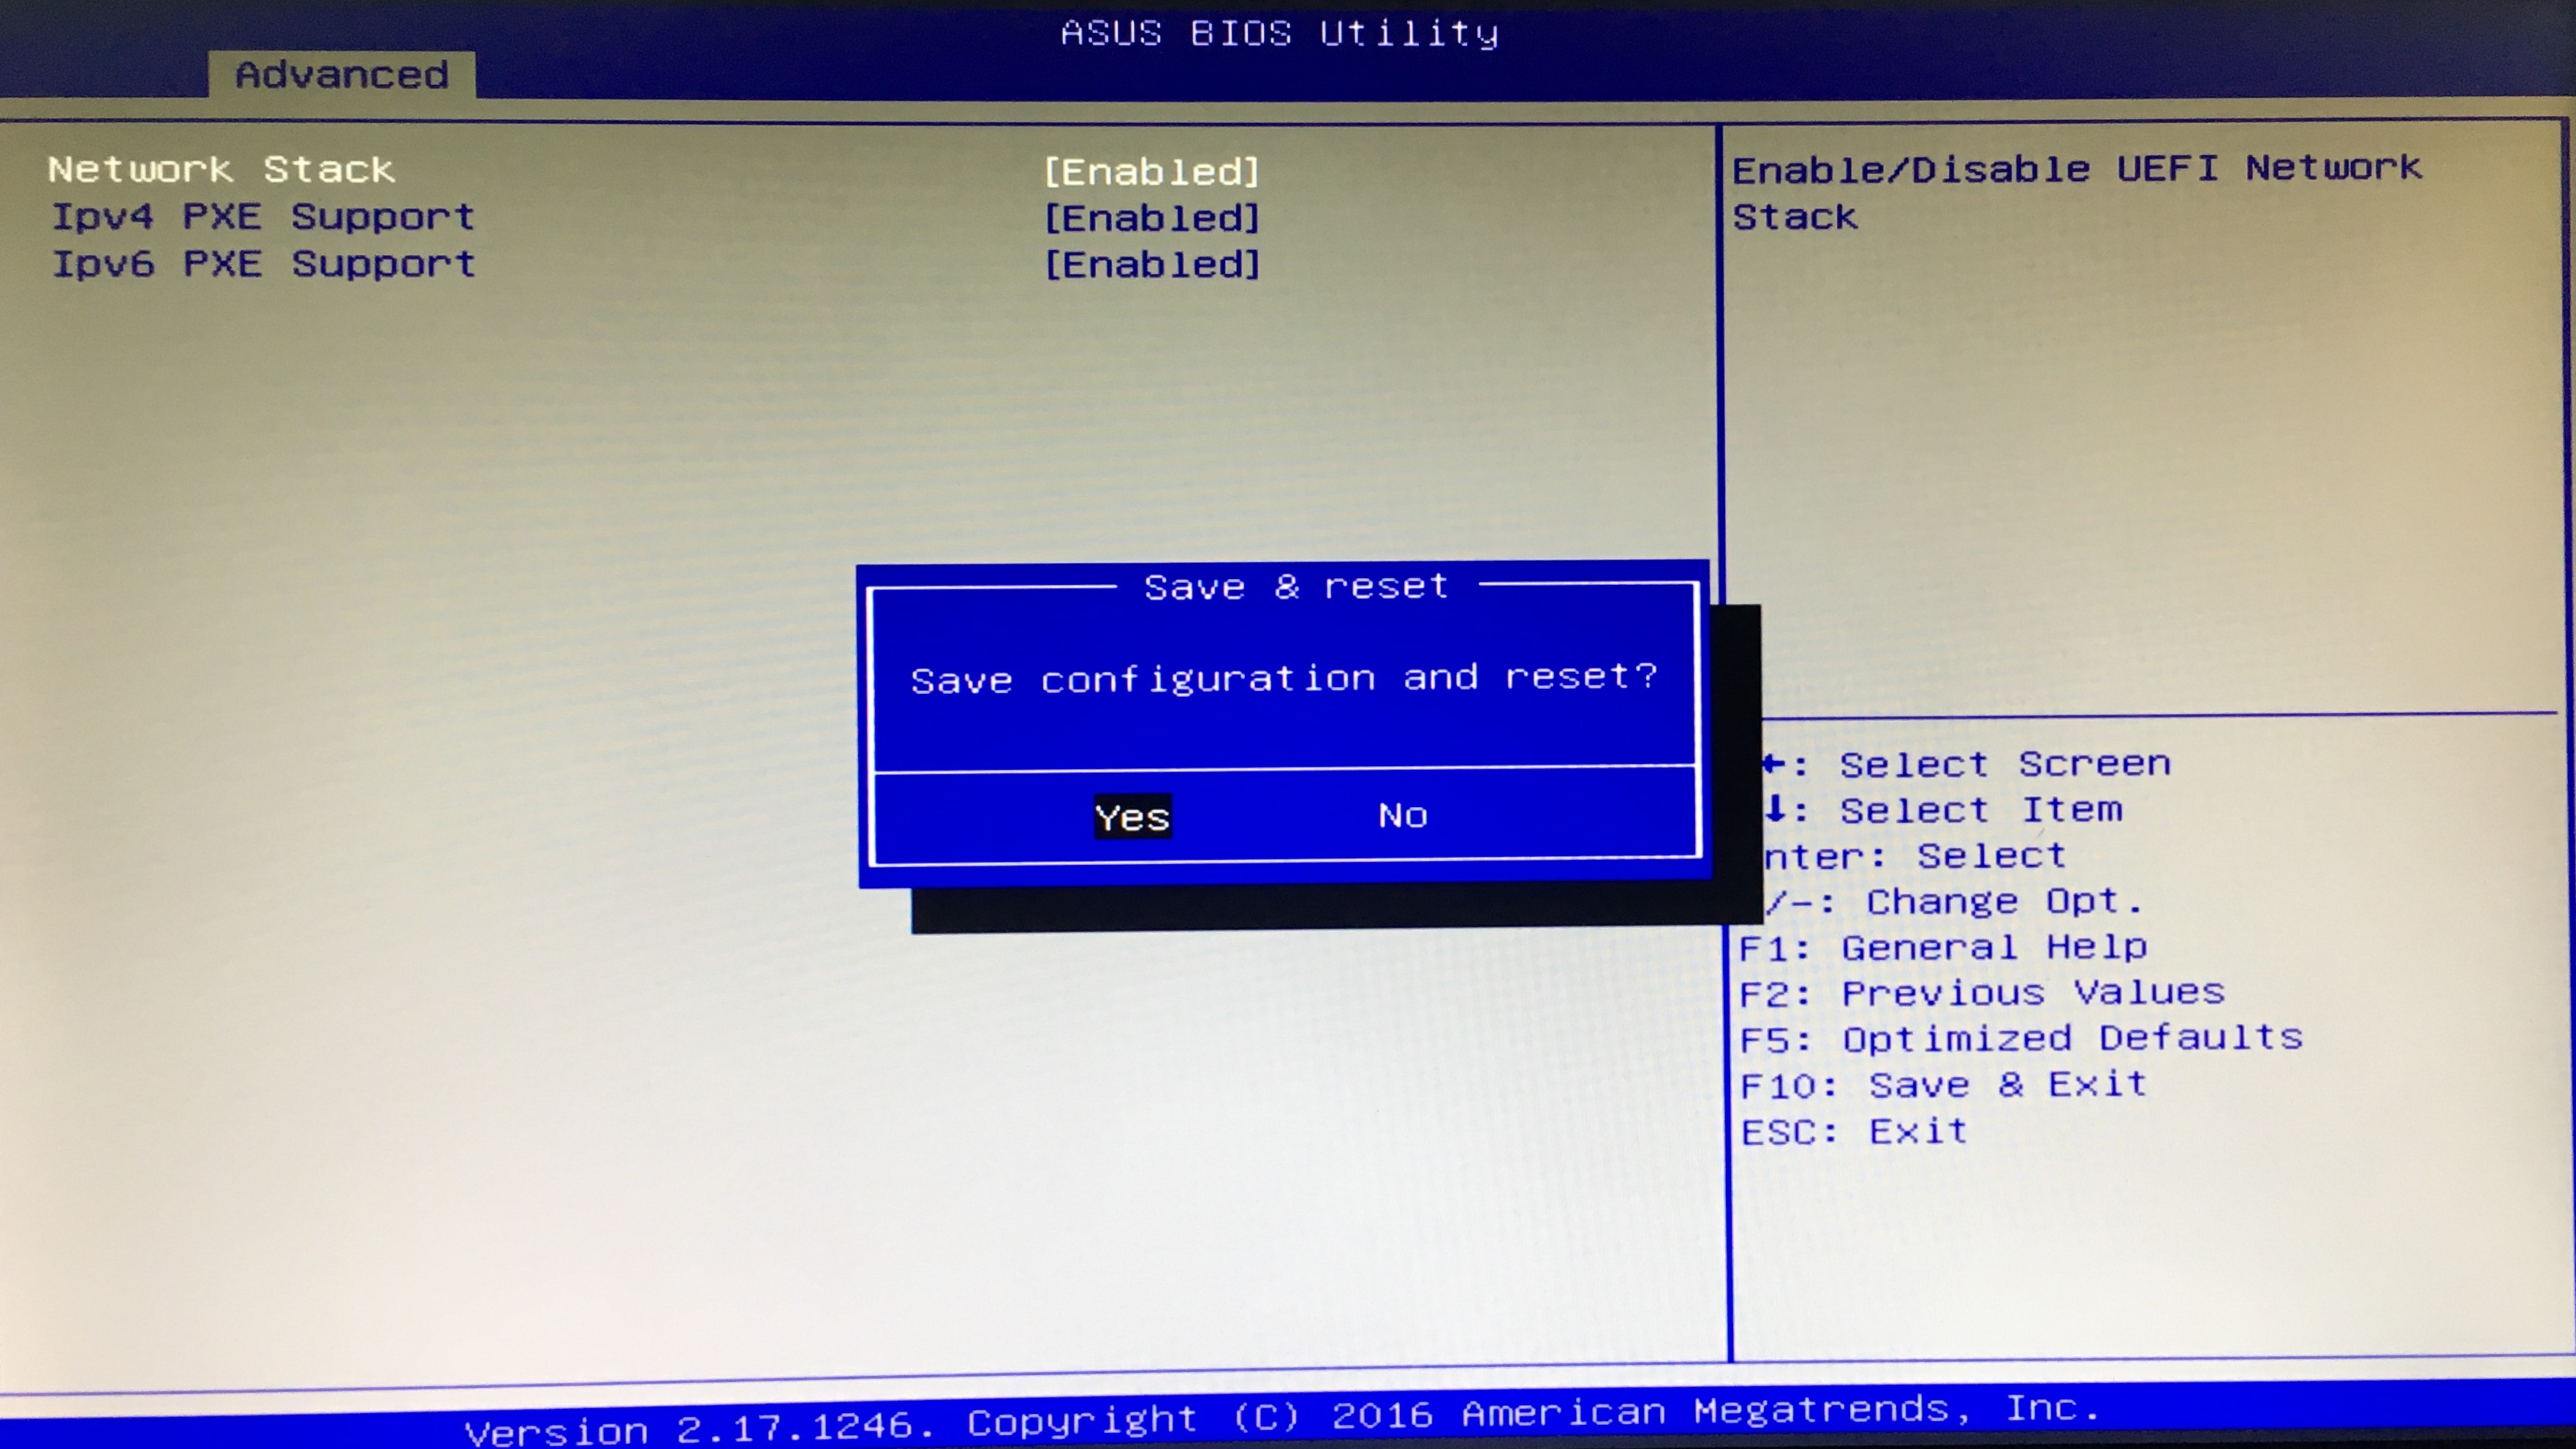 ASUS BIOS Utility
Advanced
Network Stack [Enabled]
Ipv4 PXE Support [Enabled]
Ipv6 PXE Support [Enabled]
Enable/Disable UEFI Network
Stack
Save & reset
Save configuration and reset?
Yes No
←: Select Screen
↓: Select Item
nter: Select
/-: Change Opt.
F1: General Help
F2: Previous Values
F5: Optimized Defaults
F10: Save & Exit
ESC: Exit
Version 2.17.1246. Copyright (C) 2016 American Megatrends, Inc.